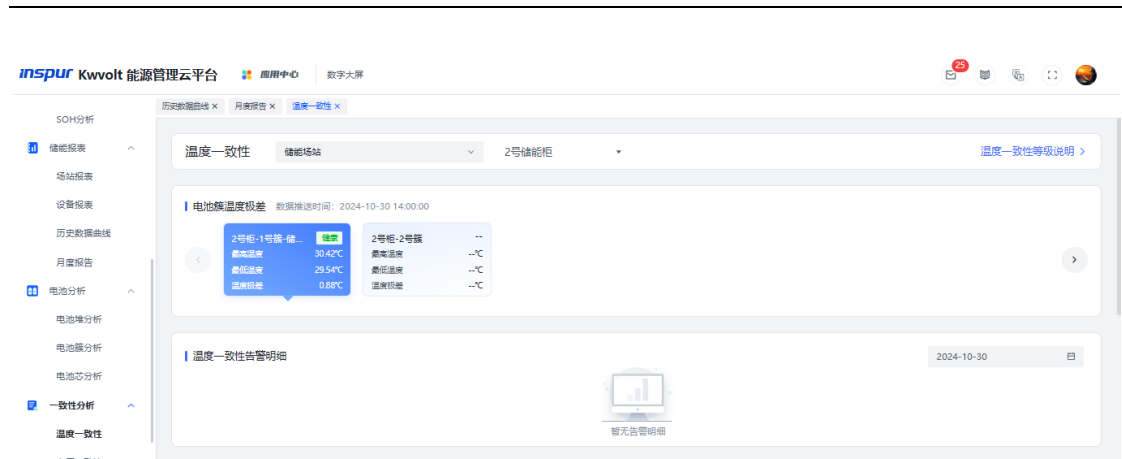 inspur Kwvolt 能源管理云平台 应用中心 数字大屏 25
历史数据曲线 × 月度报告 × 温度一致性 ×
SOH分析
储能报表
场站报表
设备报表
历史数据曲线
月度报告
电池分析
电池堆分析
电池簇分析
电池芯分析
一致性分析
温度一致性
温度一致性 储能场站 2号储能柜 温度一致性等级说明 >
电池簇温度极差 数据推送时间: 2024-10-30 14:00:00
2号柜-1号簇-储... 健康
最高温度 30.42℃
最低温度 29.54℃
温度极差 0.88℃
2号柜-2号簇 --
最高温度 --℃
最低温度 --℃
温度极差 --℃
温度一致性告警明细 2024-10-30
暂无告警明细